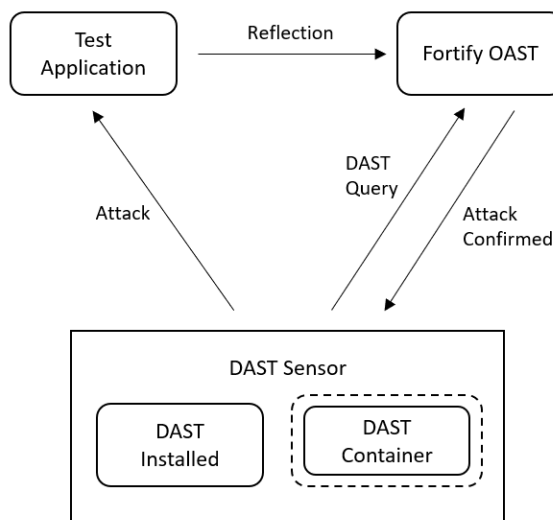 Test
Application
Reflection
Fortify OAST
DAST
Query
Attack
Attack
Confirmed
DAST Sensor
DAST
Installed
DAST
Container